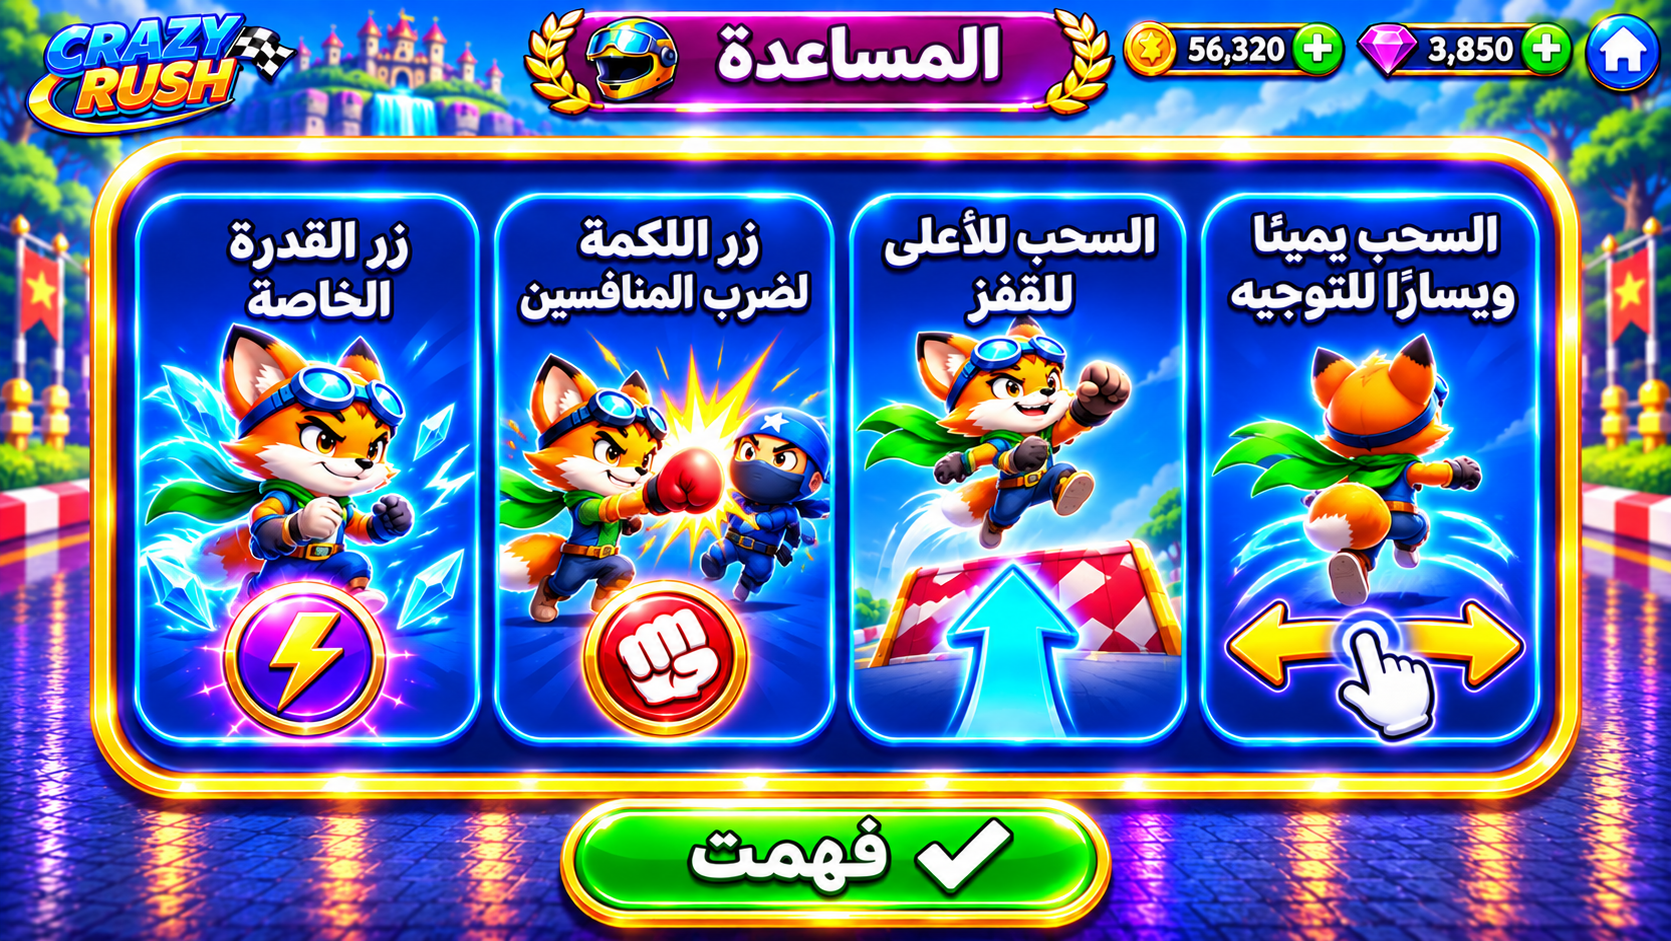 CRAZY
RUSH
المساعدة
56,320
3,850
السحب يمينًا
ويسارًا للتوجيه
السحب للأعلى
للقفز
زر اللكمة
لضرب المنافسين
زر القدرة
الخاصة
فهمت